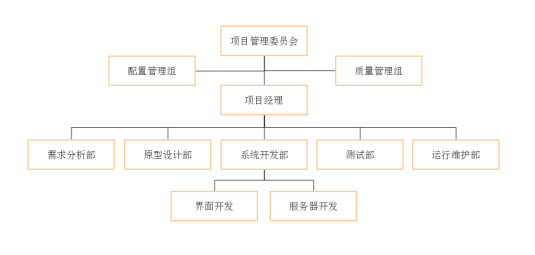 项目管理委员会
配置管理组
质量管理组
项目经理
需求分析部
原型设计部
系统开发部
测试部
运行维护部
界面开发
服务器开发